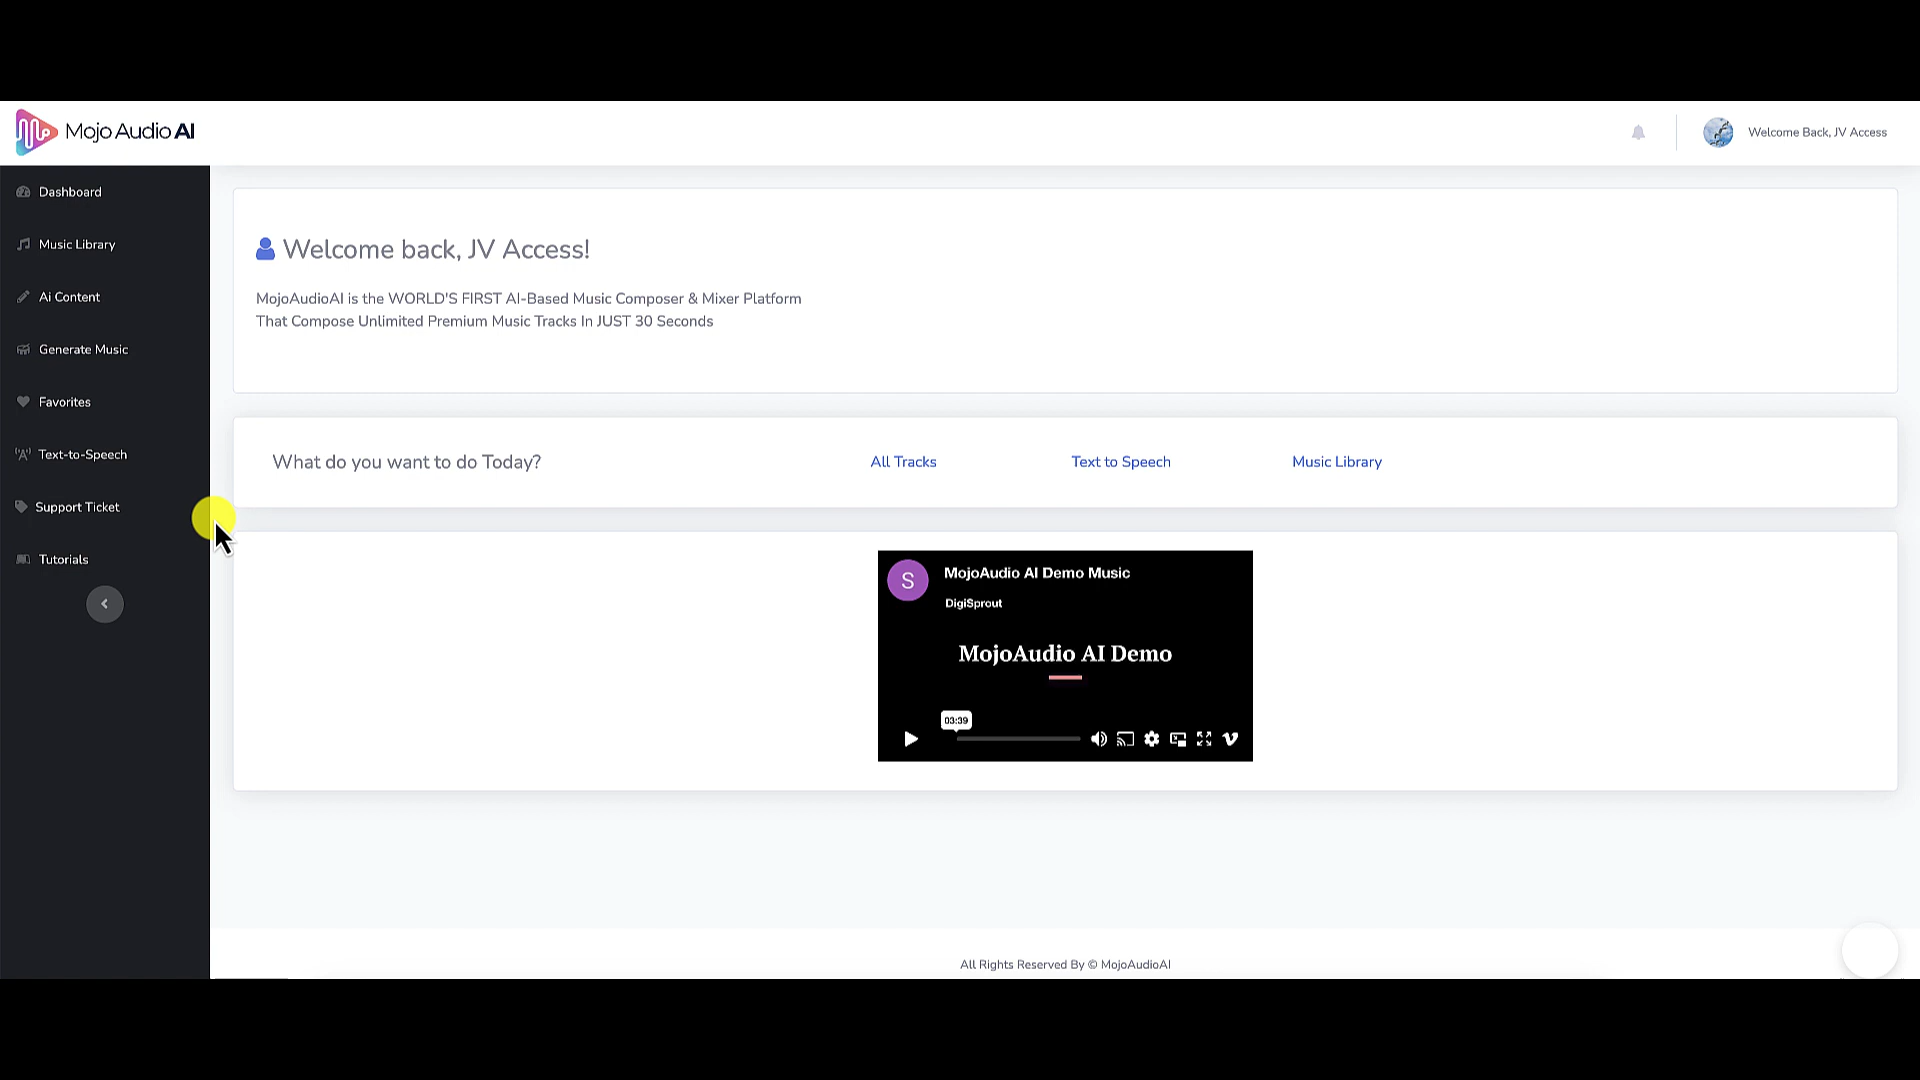 Mojo Audio AI
Welcome Back, JV Access
Dashboard
Music Library
Ai Content
Generate Music
Favorites
Text-to-Speech
Support Ticket
Tutorials
Welcome back, JV Access!
MojoAudioAI is the WORLD'S FIRST AI-Based Music Composer & Mixer Platform
That Compose Unlimited Premium Music Tracks In JUST 30 Seconds
What do you want to do Today?
All Tracks
Text to Speech
Music Library
S
MojoAudio AI Demo Music
DigiSprout
MojoAudio AI Demo
03:39
All Rights Reserved By © MojoAudioAI